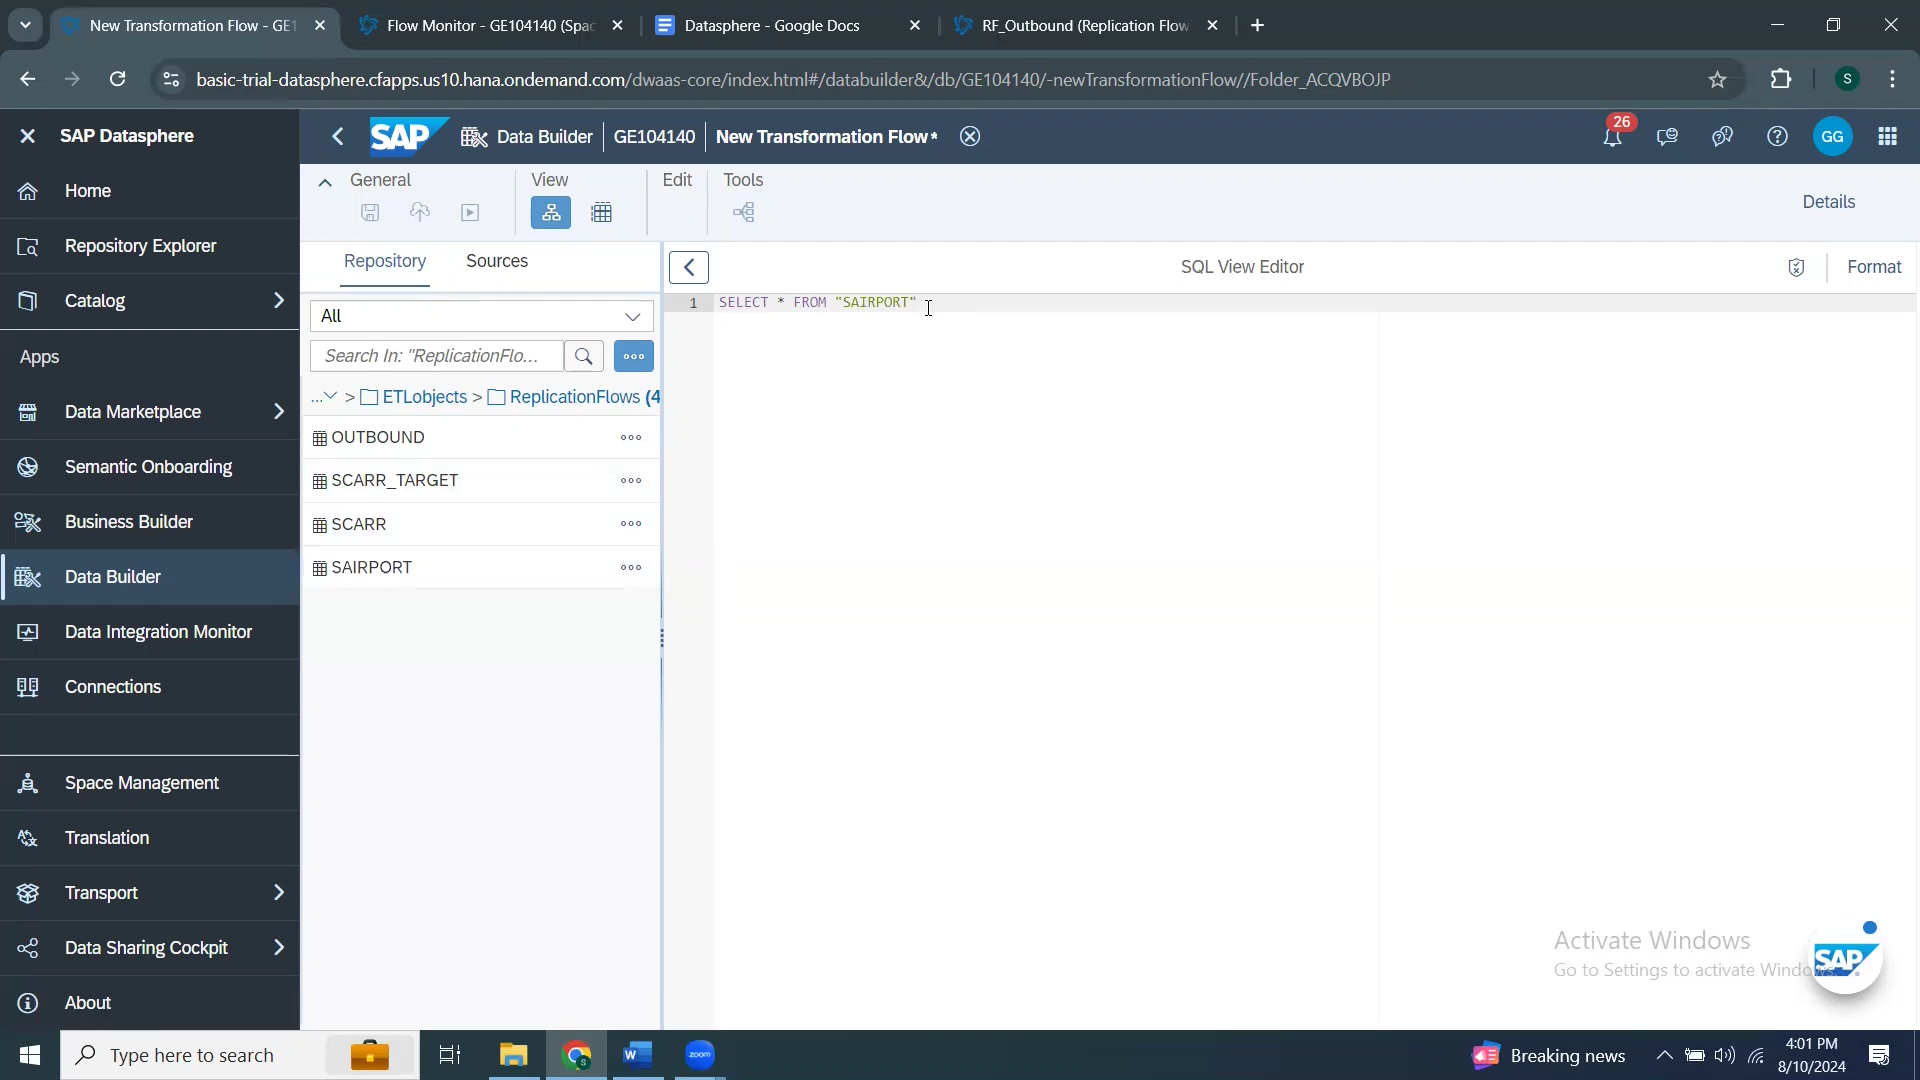 New Transformation Flow - GE1
Flow Monitor - GE104140 (Spac
Datasphere - Google Docs
RF_Outbound (Replication Flow
basic-trial-datasphere.cfapps.us10.hana.ondemand.com/dwaas-core/index.html#/databuilder&/db/GE104140/-newTransformationFlow//Folder_ACQVBOJP
S
SAP Datasphere
SAP
Data Builder
GE104140
New Transformation Flow*
26
GG
Home
Repository Explorer
Catalog
Apps
Data Marketplace
Semantic Onboarding
Business Builder
Data Builder
Data Integration Monitor
Connections
Space Management
Translation
Transport
Data Sharing Cockpit
About
General
View
Edit
Tools
Details
Repository
Sources
All
Search In: "ReplicationFlo...
... > ETLobjects > ReplicationFlows (4
OUTBOUND
SCARR_TARGET
SCARR
SAIRPORT
SQL View Editor
Format
1 SELECT * FROM "SAIRPORT"
Activate Windows
Go to Settings to activate Windows.
SAP
Type here to search
zoom
Breaking news
4:01 PM
8/10/2024